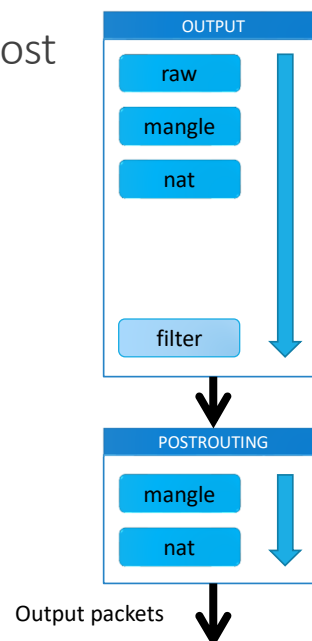 ost
OUTPUT
raw
mangle
nat
filter
POSTROUTING
mangle
nat
Output packets